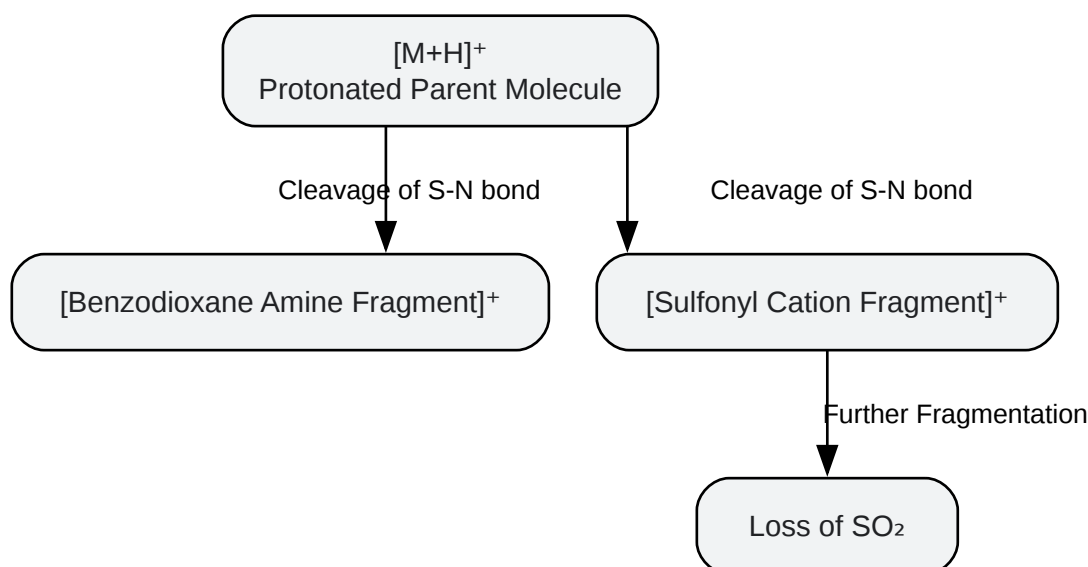 [M+H]⁺
Protonated Parent Molecule
Cleavage of S-N bond
Cleavage of S-N bond
[Benzodioxane Amine Fragment]⁺
[Sulfonyl Cation Fragment]⁺
Further Fragmentation
Loss of SO₂